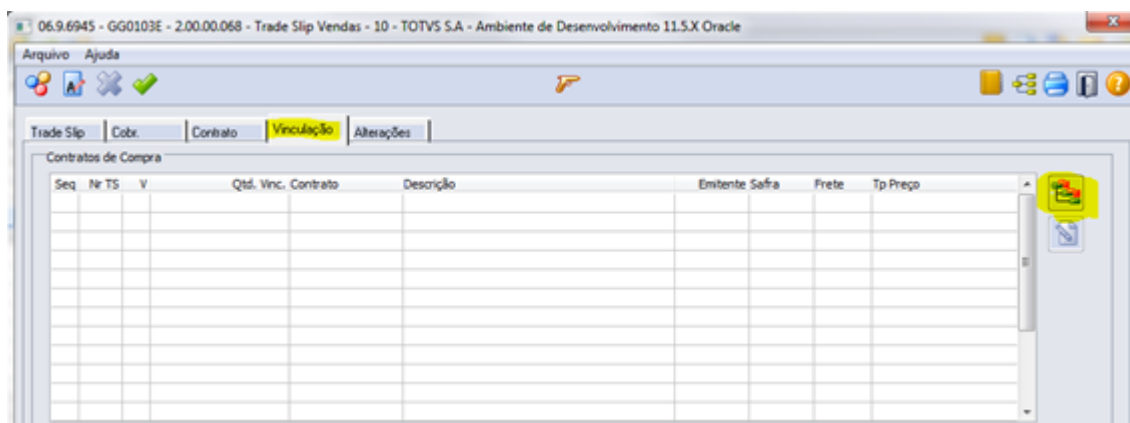 06.9.6945 - GG0103E - 2.00.00.068 - Trade Slip Vendas - 10 - TOTVS S.A - Ambiente de Desenvolvimento 11.5.X Oracle
Arquivo Ajuda
Trade Slip Cobr. Contrato Vinculação Alterações
Contratos de Compra
Seq Nr TS V Qtd. Vinc. Contrato Descrição Emitente Safra Frete Tp Preço